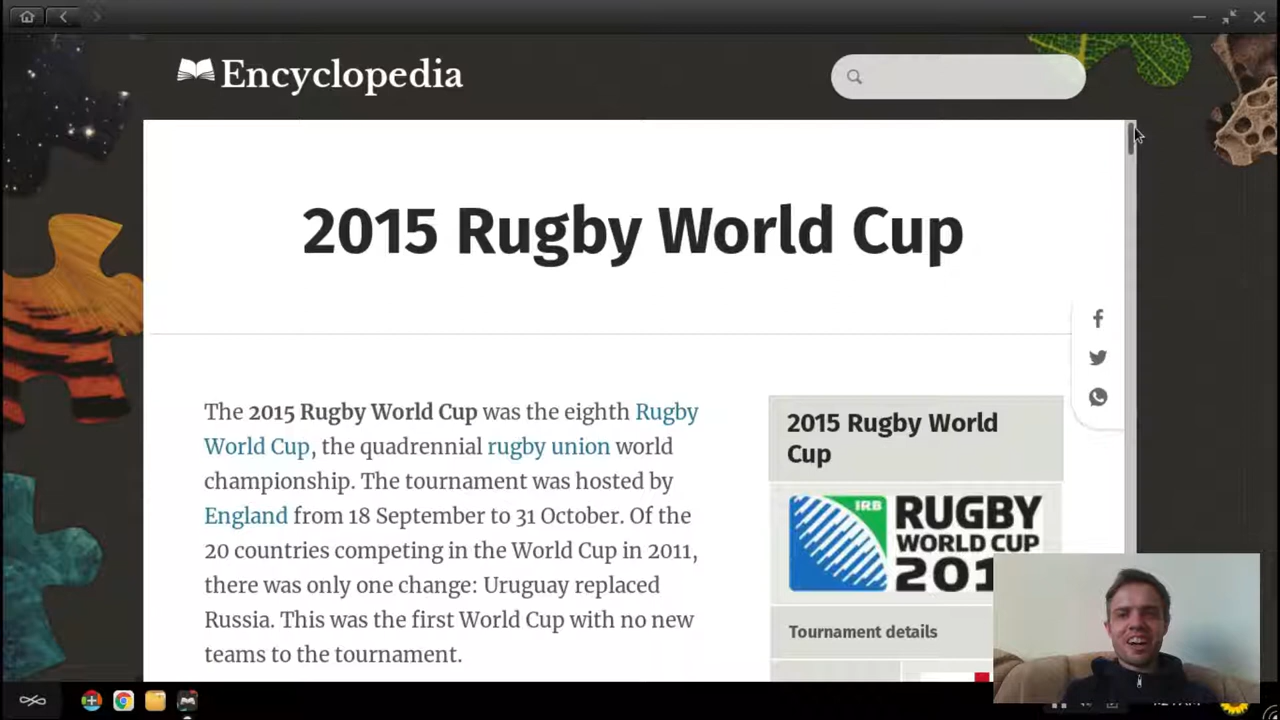 Encyclopedia
2015 Rugby World Cup
The 2015 Rugby World Cup was the eighth Rugby
World Cup, the quadrennial rugby union world
championship. The tournament was hosted by
England from 18 September to 31 October. Of the
20 countries competing in the World Cup in 2011,
there was only one change: Uruguay replaced
Russia. This was the first World Cup with no new
teams to the tournament.
2015 Rugby World
Cup
IRB
RUGBY
WORLD CUP
Tournament details